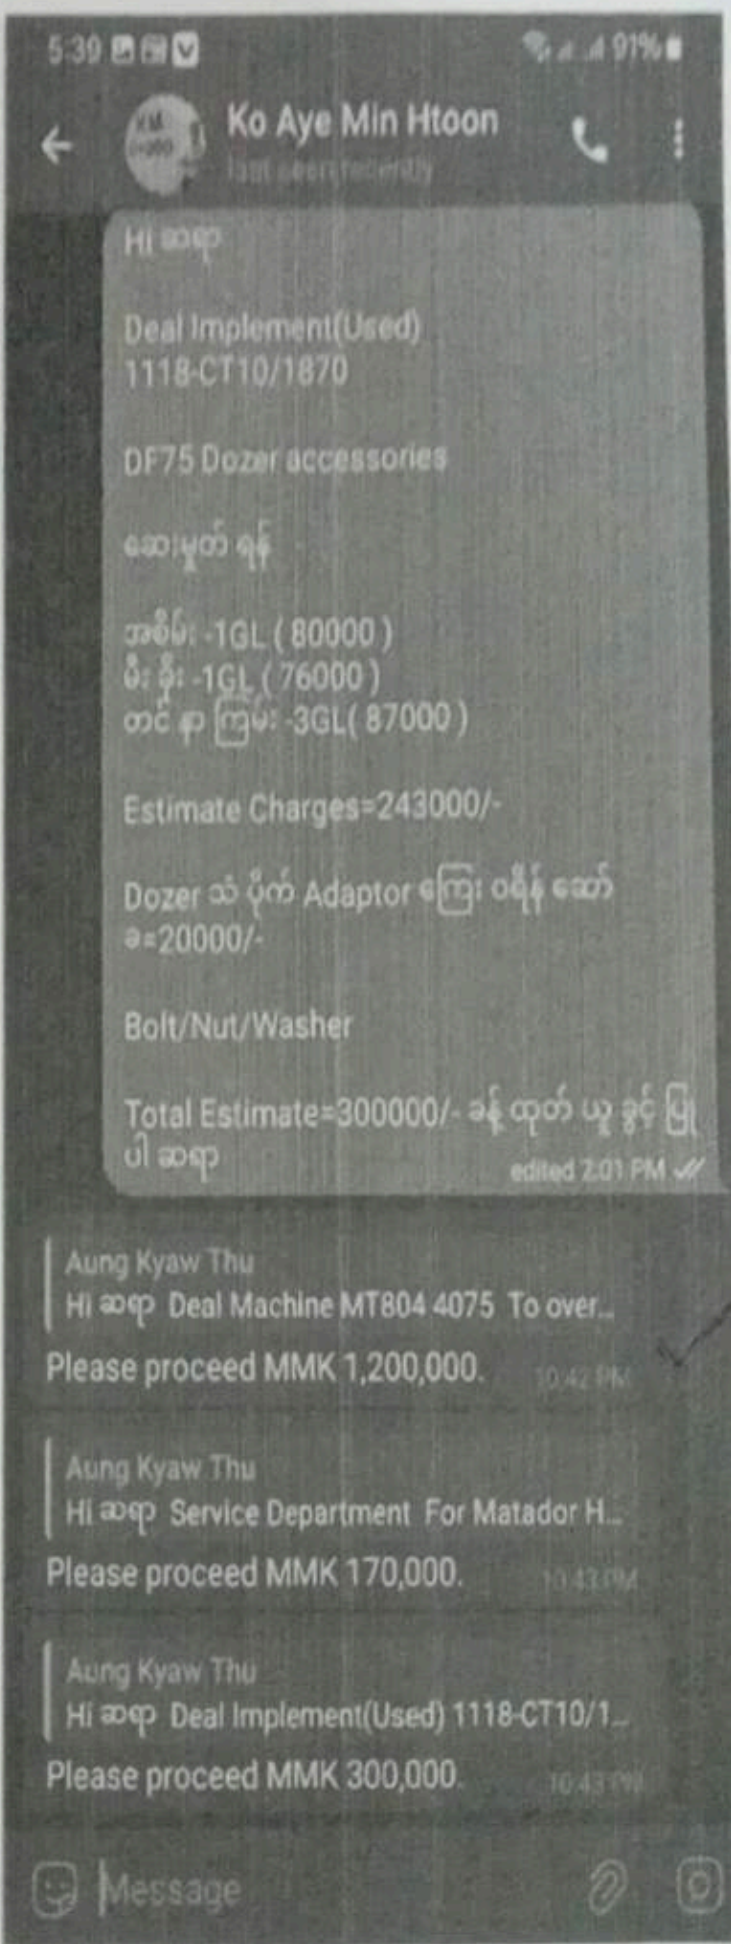 5:39
91%
Ko Aye Min Htoon
last seen recently
Hi ဆရာ
Deal Implement(Used)
1118-CT10/1870
DF75 Dozer accessories
ဆေးမှုတ် ရန်
အစိမ်း -1GL ( 80000 )
မီး ခိုး -1GL ( 76000 )
တင် နာ ကြမ်း -3GL( 87000 )
Estimate Charges=243000/-
Dozer သံ ပိုက် Adaptor ကြေး ဝရိန် ဆော်
ခ=20000/-
Bolt/Nut/Washer
Total Estimate=300000/- ခန့် ထုတ် ယူ ခွင့် ပြု
ပါ ဆရာ
edited 2:01 PM
Aung Kyaw Thu
Hi ဆရာ Deal Machine MT804 4075 To over...
Please proceed MMK 1,200,000.
10:42 PM
Aung Kyaw Thu
Hi ဆရာ Service Department For Matador H...
Please proceed MMK 170,000.
10:43 PM
Aung Kyaw Thu
Hi ဆရာ Deal Implement(Used) 1118-CT10/1...
Please proceed MMK 300,000.
10:43 PM
Message